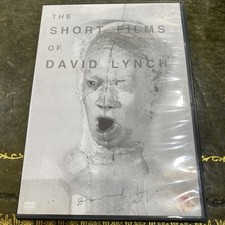 THE
SHORT FILMS
OF
DAVID LYNCH